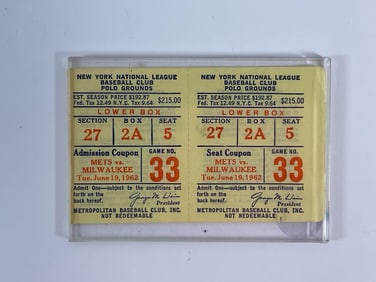 NEW YORK NATIONAL LEAGUE
BASEBALL CLUB
POLO GROUNDS
EST. SEASON PRICE $192.87
Fed. Tax 12.49 N.Y.C. Tax 9.64
$215.00
LOWER BOX
SECTION BOX SEAT
27 2A 5
Admission Coupon
GAME NO.
METS vs.
MILWAUKEE
Tue. June 19, 1962
33
Admit One—subject to the conditions set
forth on the
back hereof.
President
METROPOLITAN BASEBALL CLUB, INC.
NOT REDEEMABLE
NEW YORK NATIONAL LEAGUE
BASEBALL CLUB
POLO GROUNDS
EST. SEASON PRICE $192.87
Fed. Tax 12.49 N.Y.C. Tax 9.64
$215.00
LOWER BOX
SECTION BOX SEAT
27 2A 5
Seat Coupon
GAME NO.
METS vs.
MILWAUKEE
Tue. June 19, 1962
33
Admit One—subject to the conditions set
forth on the
back hereof.
President
METROPOLITAN BASEBALL CLUB, INC.
NOT REDEEMABLE